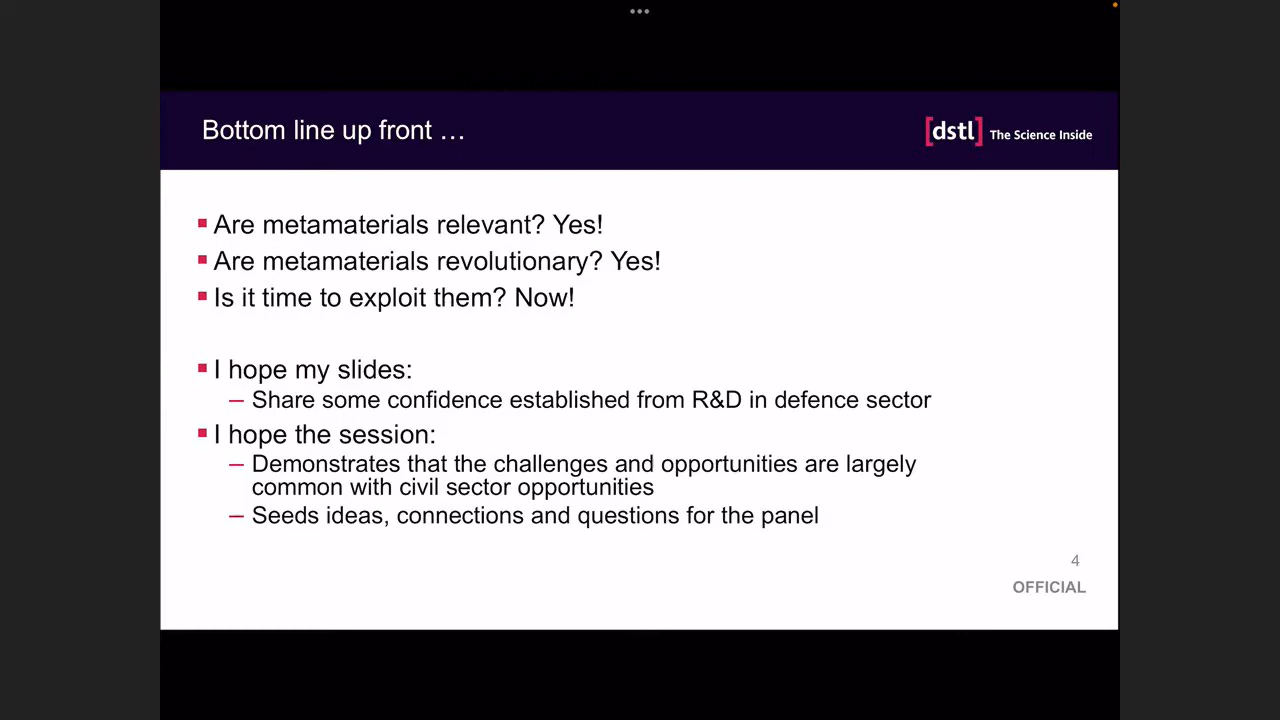 Bottom line up front …
[dstl] The Science Inside
Are metamaterials relevant? Yes!
Are metamaterials revolutionary? Yes!
Is it time to exploit them? Now!
I hope my slides:
– Share some confidence established from R&D in defence sector
I hope the session:
– Demonstrates that the challenges and opportunities are largely
common with civil sector opportunities
– Seeds ideas, connections and questions for the panel
4
OFFICIAL